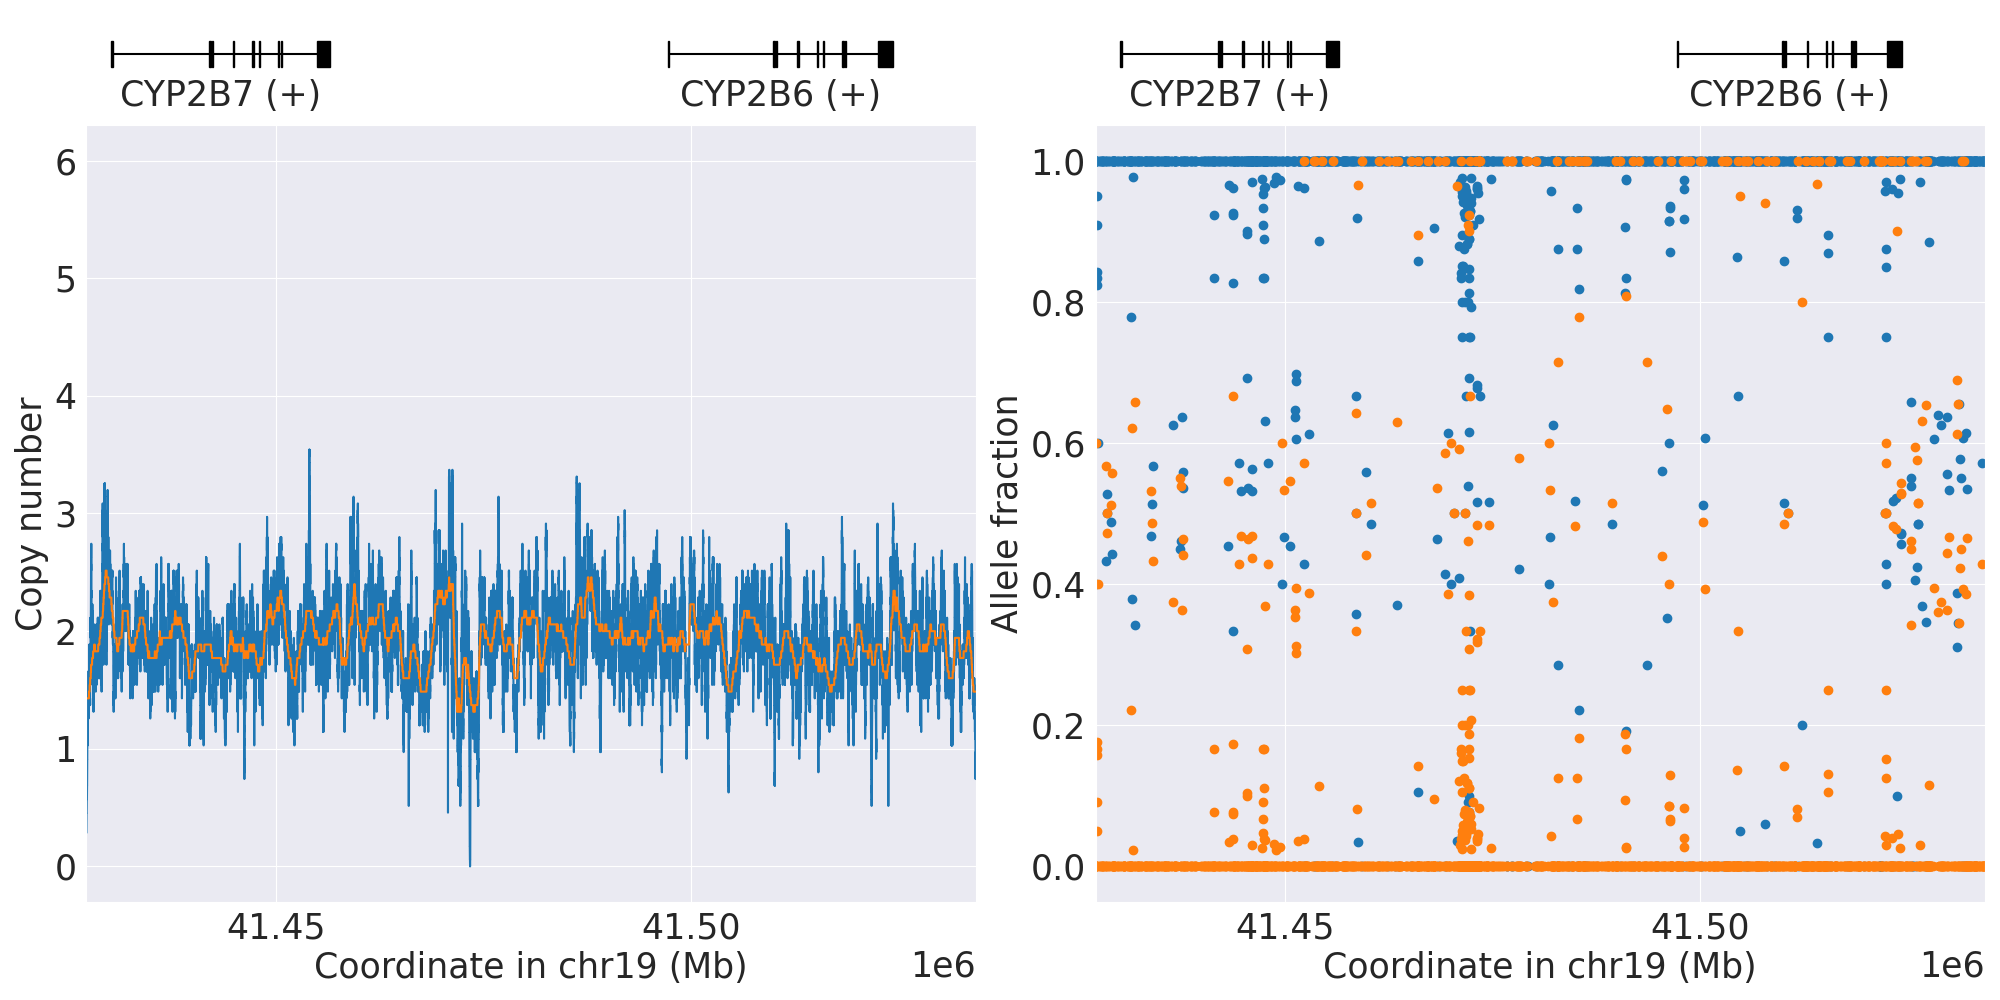 CYP2B7 (+)
CYP2B6 (+)
CYP2B7 (+)
CYP2B6 (+)
6
5
4
3
2
1
0
Copy number
41.45
41.50
Coordinate in chr19 (Mb)
1e6
1.0
0.8
0.6
0.4
0.2
0.0
Allele fraction
41.45
41.50
Coordinate in chr19 (Mb)
1e6